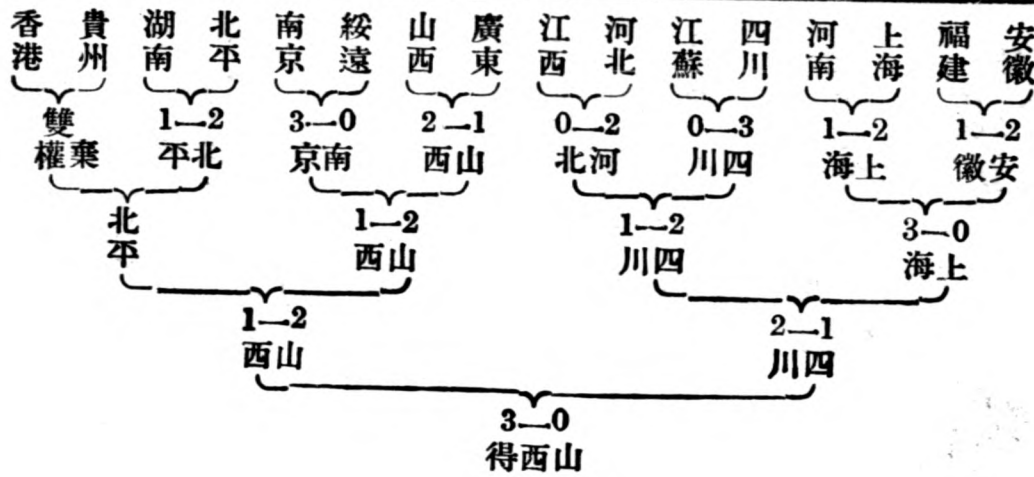 安徽
福建
上海
河南
四川
江蘇
河北
江西
廣東
山西
綏遠
南京
北平
湖南
貴州
香港
1—2
安徽
1—2
上海
0—3
四川
0—2
河北
2—1
山西
3—0
南京
1—2
北平
雙
棄權
3—0
上海
1—2
四川
1—2
山西
北平
2—1
四川
1—2
山西
3—0
山西得